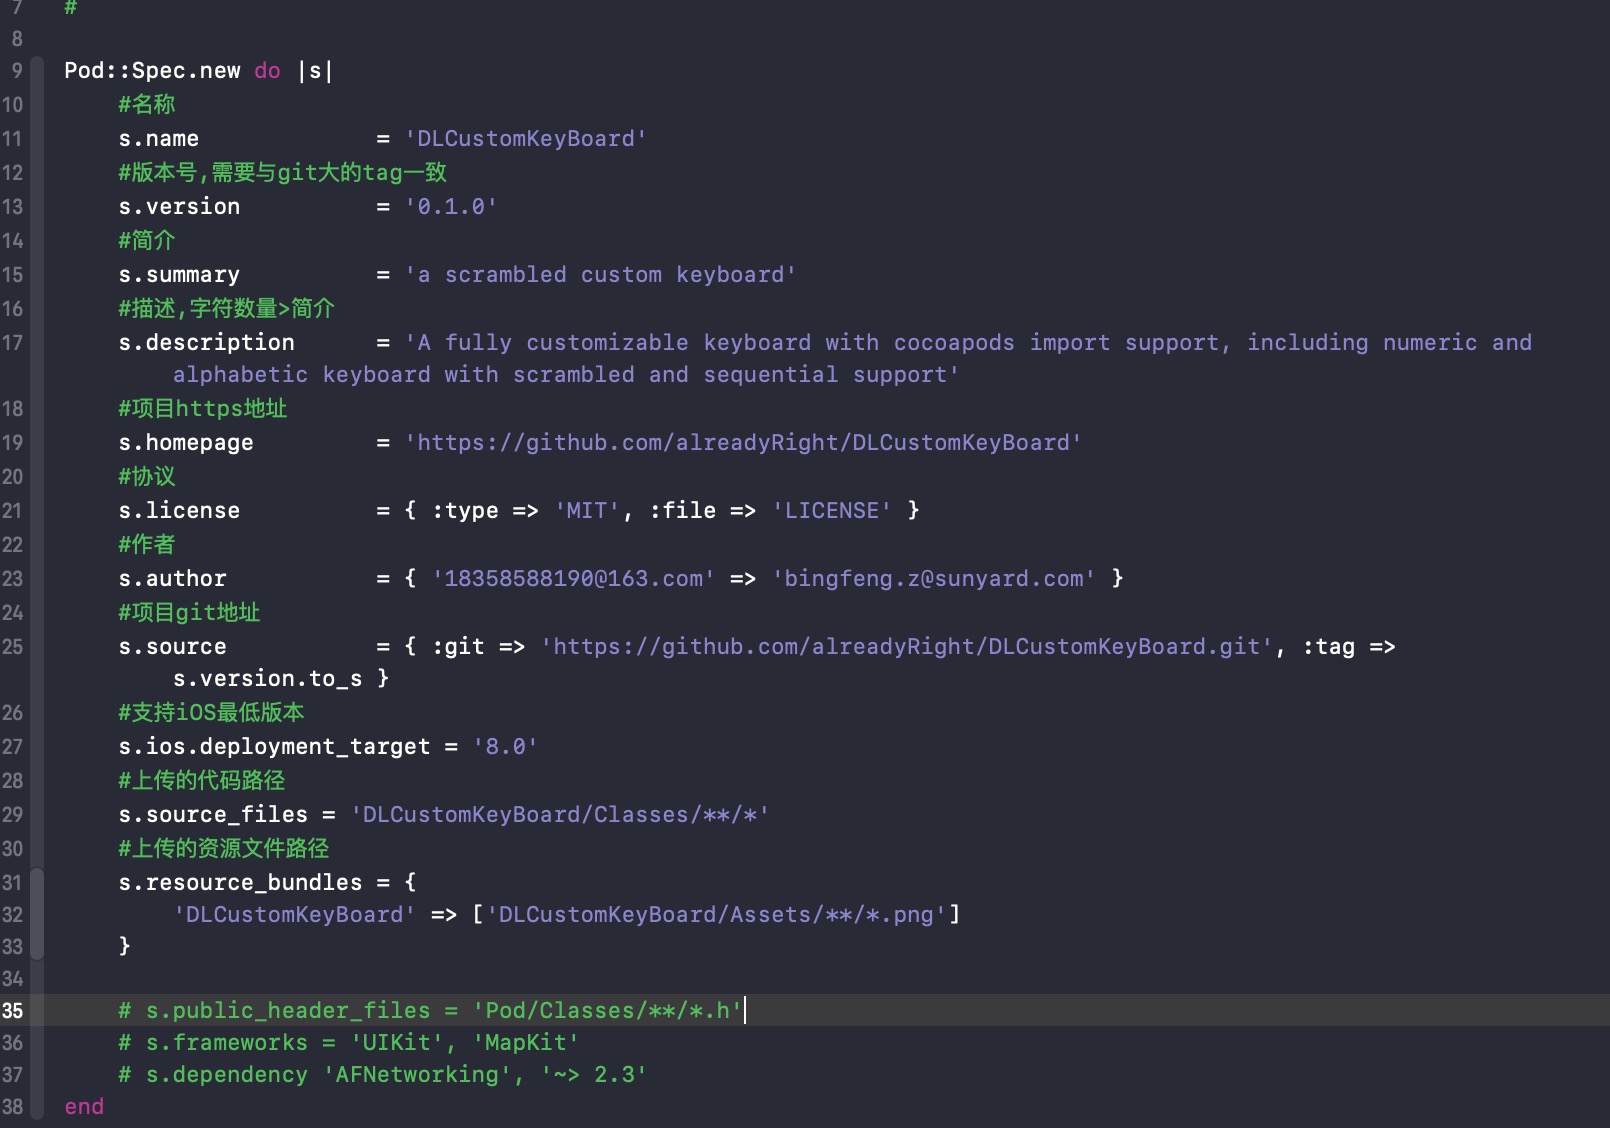 7 #
8
9 Pod::Spec.new do |s|
10 #名称
11 s.name = 'DLCustomKeyBoard'
12 #版本号,需要与git大的tag一致
13 s.version = '0.1.0'
14 #简介
15 s.summary = 'a scrambled custom keyboard'
16 #描述,字符数量>简介
17 s.description = 'A fully customizable keyboard with cocoapods import support, including numeric and
alphabetic keyboard with scrambled and sequential support'
18 #项目https地址
19 s.homepage = 'https://github.com/alreadyRight/DLCustomKeyBoard'
20 #协议
21 s.license = { :type => 'MIT', :file => 'LICENSE' }
22 #作者
23 s.author = { '18358588190@163.com' => 'bingfeng.z@sunyard.com' }
24 #项目git地址
25 s.source = { :git => 'https://github.com/alreadyRight/DLCustomKeyBoard.git', :tag =>
s.version.to_s }
26 #支持iOS最低版本
27 s.ios.deployment_target = '8.0'
28 #上传的代码路径
29 s.source_files = 'DLCustomKeyBoard/Classes/**/*'
30 #上传的资源文件路径
31 s.resource_bundles = {
32 'DLCustomKeyBoard' => ['DLCustomKeyBoard/Assets/**/*.png']
33 }
34
35 # s.public_header_files = 'Pod/Classes/**/*.h'
36 # s.frameworks = 'UIKit', 'MapKit'
37 # s.dependency 'AFNetworking', '~> 2.3'
38 end